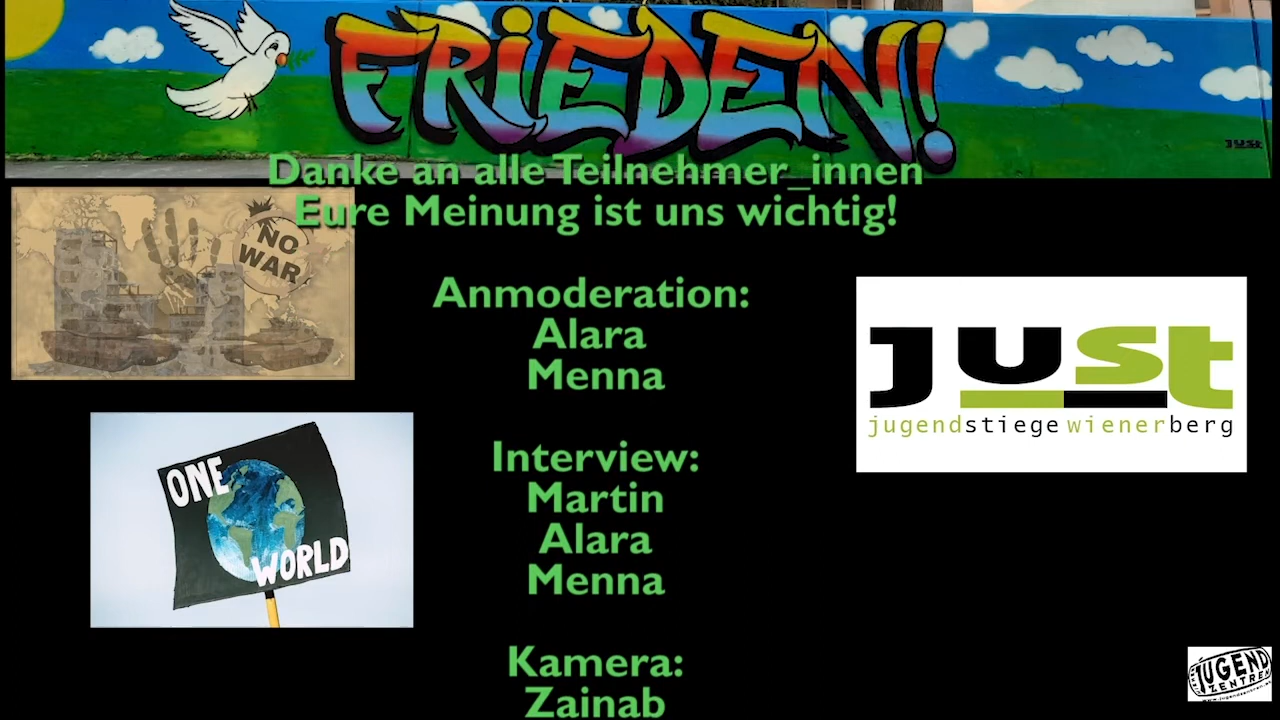 FRIEDEN!
JUST
Danke an alle Teilnehmer_innen
Eure Meinung ist uns wichtig!
NO
WAR
Anmoderation:
Alara
Menna
just
jugendstiege wienerberg
ONE
WORLD
Interview:
Martin
Alara
Menna
Kamera:
Zainab
JUGEND
ZENTREN